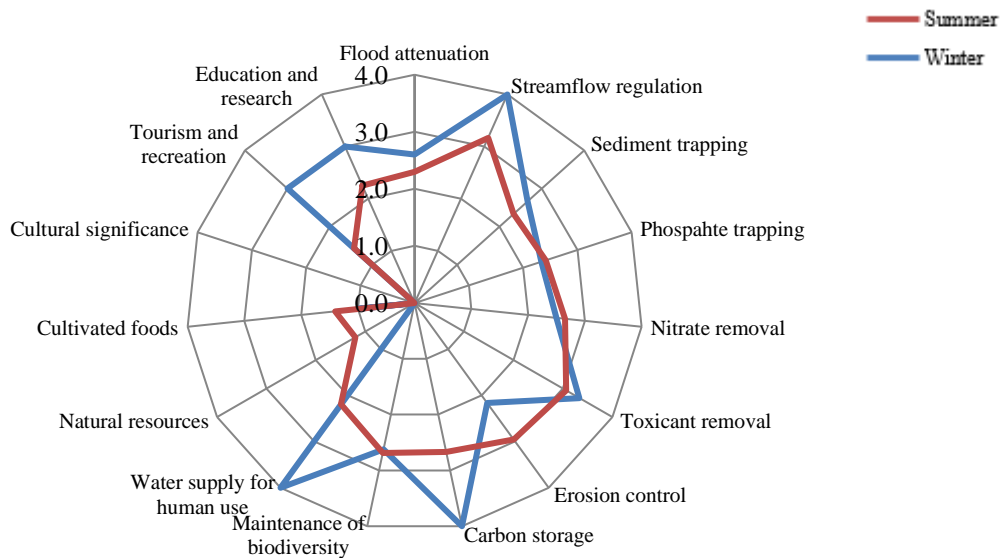 Summer
Winter
Flood attenuation
Streamflow regulation
Sediment trapping
Phospahte trapping
Nitrate removal
Toxicant removal
Erosion control
Carbon storage
Maintenance of
biodiversity
Water supply for
human use
Natural resources
Cultivated foods
Cultural significance
Tourism and
recreation
Education and
research
4.0
3.0
2.0
1.0
0.0